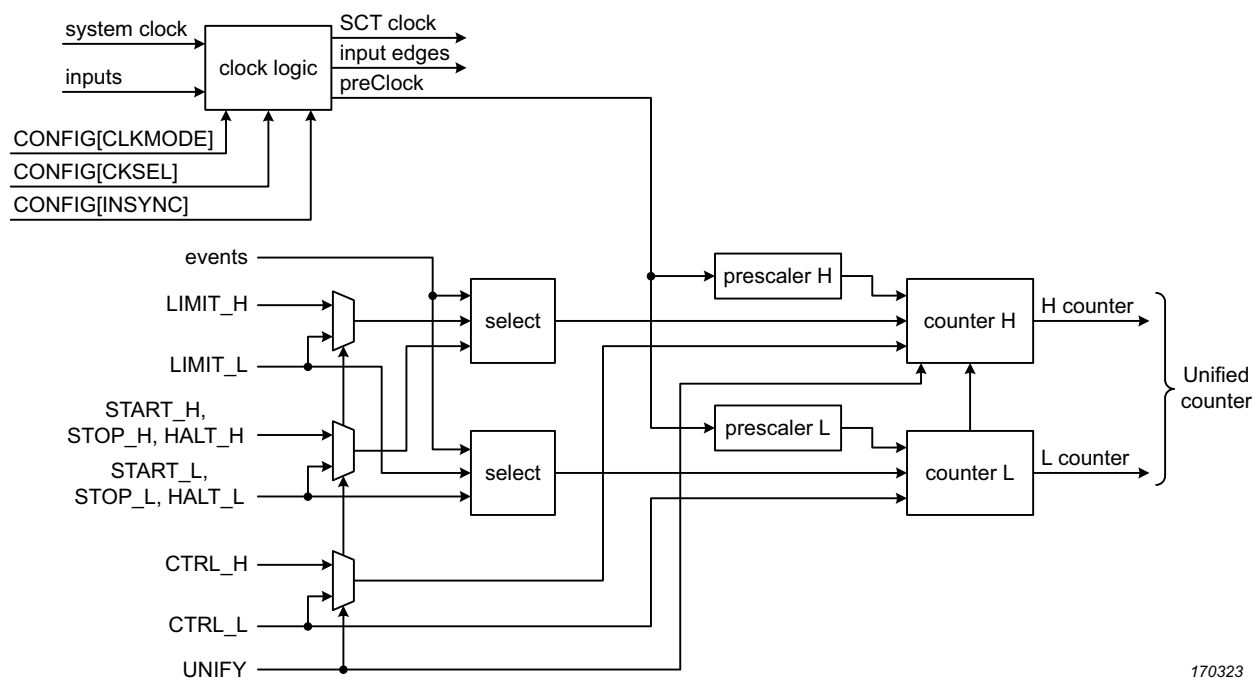 system clock
inputs
clock logic
SCT clock
input edges
preClock
CONFIG[CLKMODE]
CONFIG[CKSEL]
CONFIG[INSYNC]
events
LIMIT_H
LIMIT_L
START_H,
STOP_H, HALT_H
START_L,
STOP_L, HALT_L
CTRL_H
CTRL_L
UNIFY
select
select
prescaler H
counter H
H counter
prescaler L
counter L
L counter
Unified
counter
170323